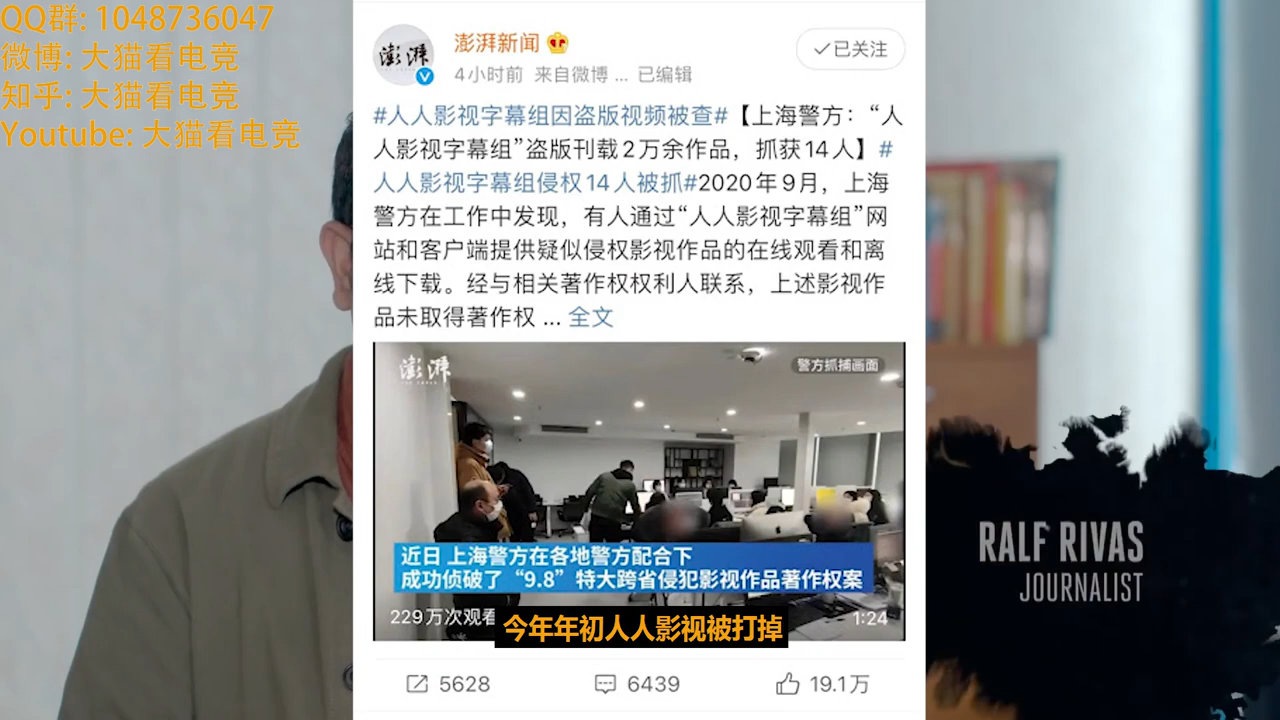 QQ群: 1048736047
微博: 大猫看电竞
知乎: 大猫看电竞
Youtube: 大猫看电竞
澎湃
澎湃新闻
已关注
4小时前 来自微博 ... 已编辑
#人人影视字幕组因盗版视频被查#【上海警方：“人
人影视字幕组”盗版刊载2万余作品，抓获14人】#
人人影视字幕组侵权14人被抓#2020年9月，上海
警方在工作中发现，有人通过“人人影视字幕组”网
站和客户端提供疑似侵权影视作品的在线观看和离
线下载。经与相关著作权权利人联系，上述影视作
品未取得著作权 ... 全文
澎湃
警方抓捕画面
近日 上海警方在各地警方配合下
成功侦破了“9.8”特大跨省侵犯影视作品著作权案
229万次观看
1:24
今年年初人人影视被打掉
5628
6439
19.1万
RALF RIVAS
JOURNALIST